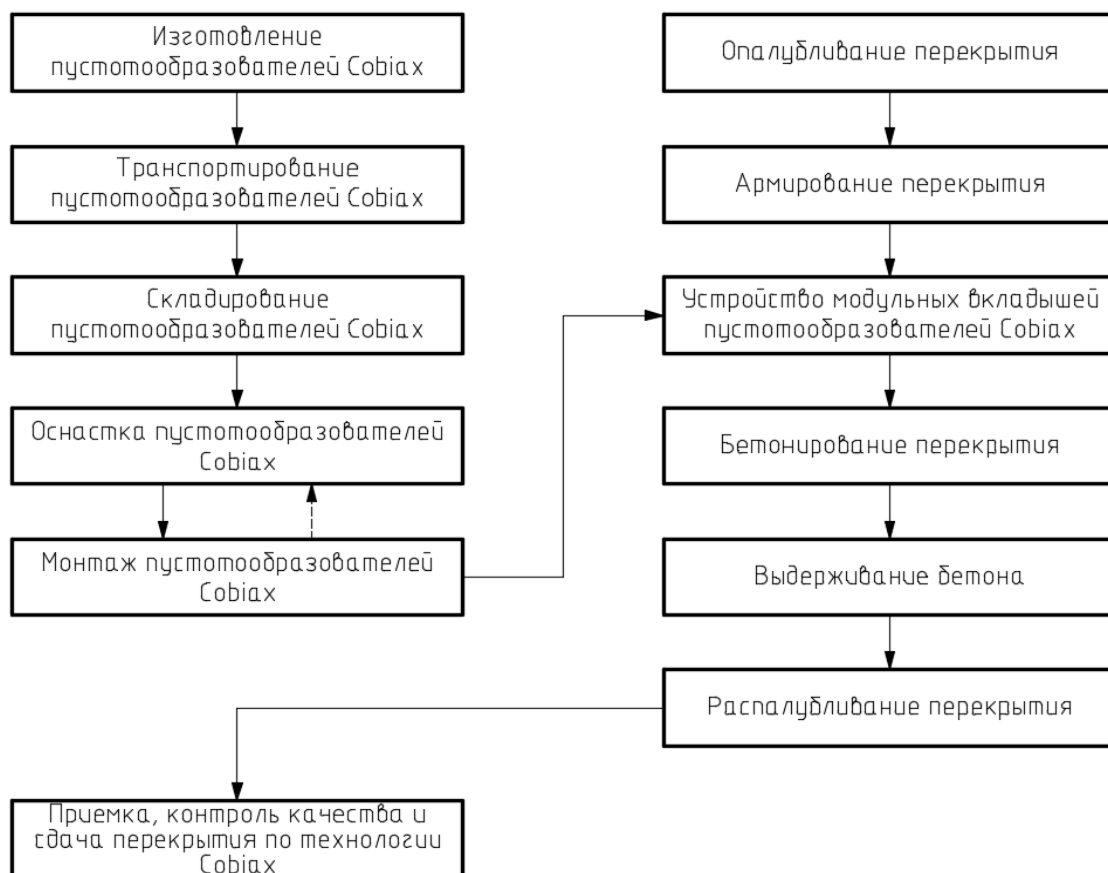 Изготовление
пустотообразователей Cobiax
Транспортирование
пустотообразователей Cobiax
Складирование
пустотообразователей Cobiax
Оснастка пустотообразователей
Cobiax
Монтаж пустотообразователей
Cobiax
Опалубливание перекрытия
Армирование перекрытия
Устройство модульных вкладышей
пустотообразователей Cobiax
Бетонирование перекрытия
Выдерживание бетона
Распалубливание перекрытия
Приемка, контроль качества и
сдача перекрытия по технологии
Cobiax